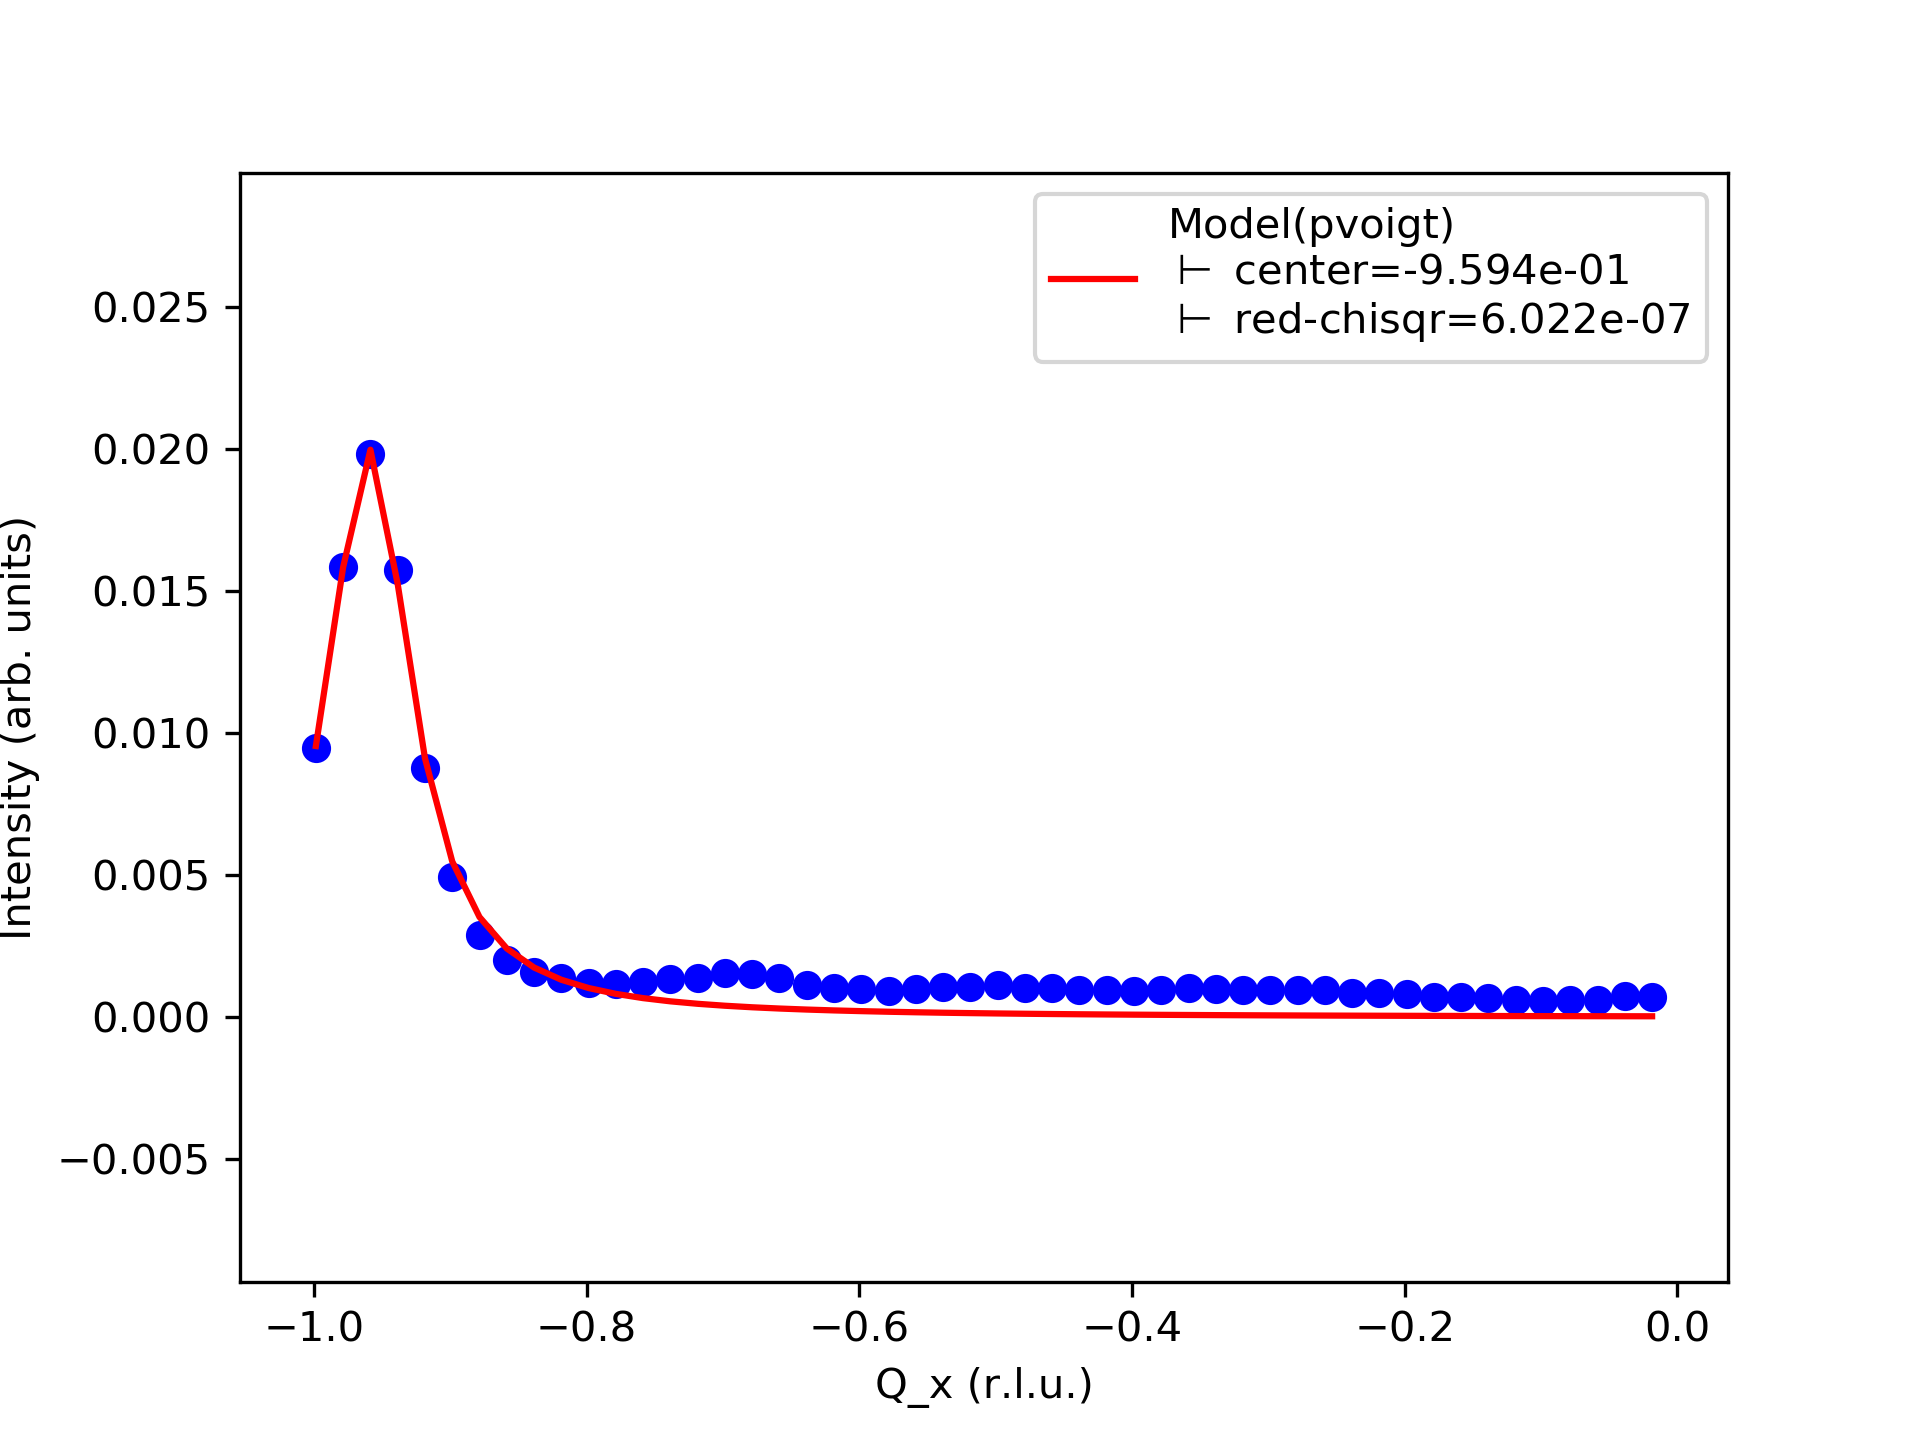 Model(pvoigt)
⊢ center=-9.594e-01
⊢ red-chisqr=6.022e-07
0.025
0.020
0.015
0.010
0.005
0.000
−0.005
Intensity (arb. units)
−1.0 −0.8 −0.6 −0.4 −0.2 0.0
Q_x (r.l.u.)